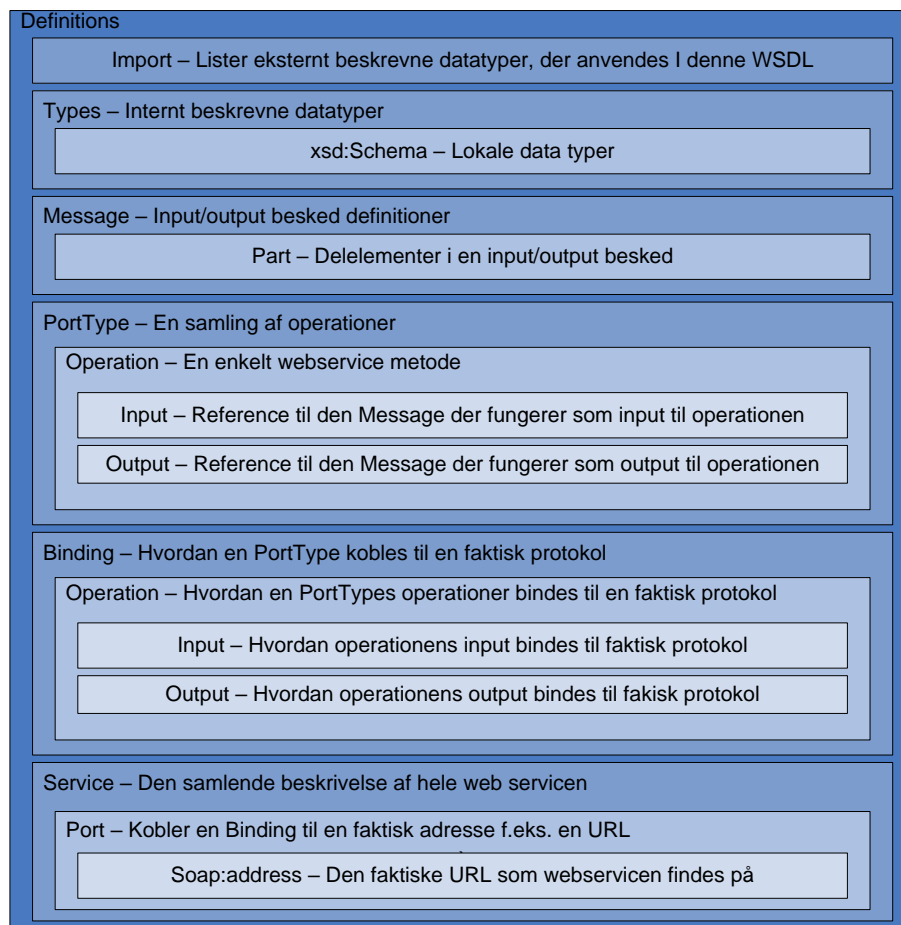 Definitions
Import – Lister eksternt beskrevne datatyper, der anvendes I denne WSDL
Types – Internt beskrevne datatyper
xsd:Schema – Lokale data typer
Message – Input/output besked definitioner
Part – Delelementer i en input/output besked
PortType – En samling af operationer
Operation – En enkelt webservice metode
Input – Reference til den Message der fungerer som input til operationen
Output – Reference til den Message der fungerer som output til operationen
Binding – Hvordan en PortType kobles til en faktisk protokol
Operation – Hvordan en PortTypes operationer bindes til en faktisk protokol
Input – Hvordan operationens input bindes til faktisk protokol
Output – Hvordan operationens output bindes til fakisk protokol
Service – Den samlende beskrivelse af hele web servicen
Port – Kobler en Binding til en faktisk adresse f.eks. en URL
Soap:address – Den faktiske URL som webservicen findes på